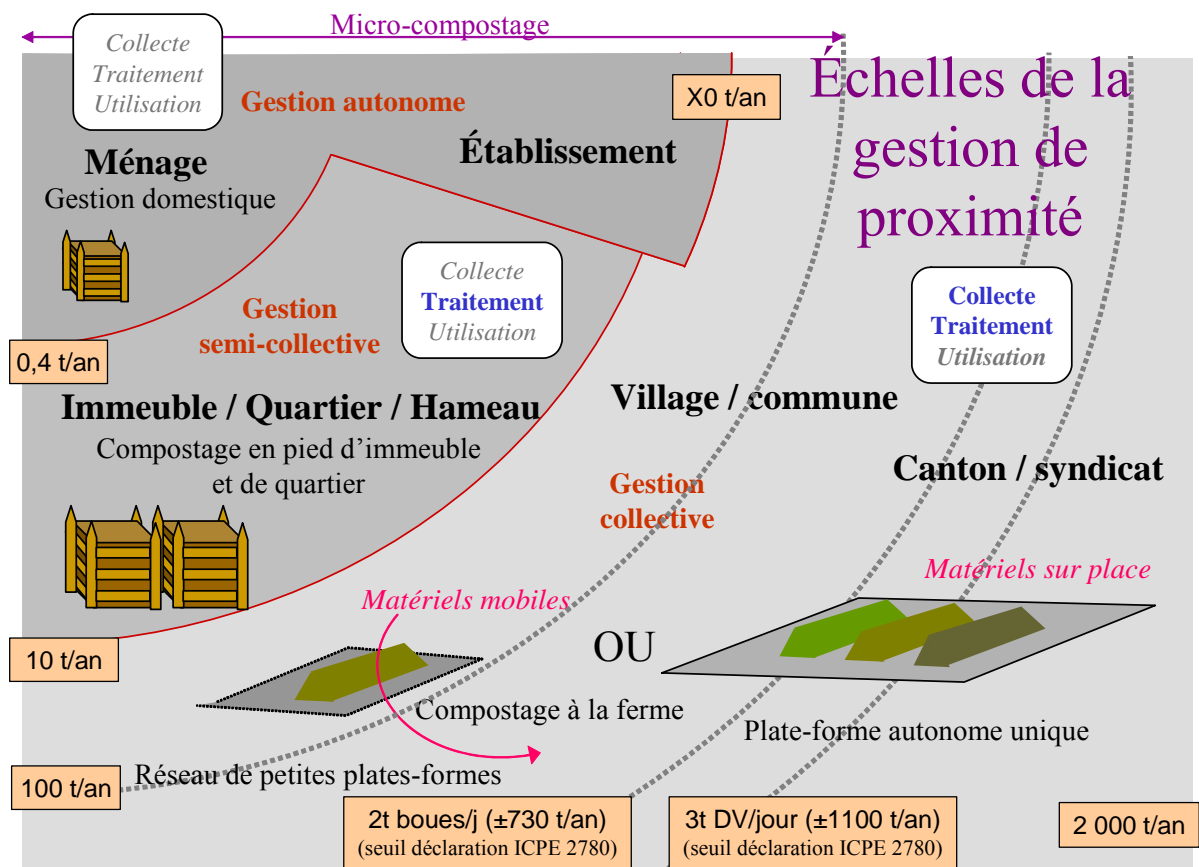 Micro-compostage
Collecte
Traitement
Utilisation
Gestion autonome
X0 t/an
Échelles de la
gestion de
proximité
Ménage
Gestion domestique
Établissement
Collecte
Traitement
Utilisation
Gestion
semi-collective
Collecte
Traitement
Utilisation
0,4 t/an
Immeuble / Quartier / Hameau
Compostage en pied d’immeuble
et de quartier
Village / commune
Canton / syndicat
Gestion
collective
Matériels mobiles
Matériels sur place
OU
10 t/an
Compostage à la ferme
Plate-forme autonome unique
Réseau de petites plates-formes
100 t/an
2t boues/j (±730 t/an)
(seuil déclaration ICPE 2780)
3t DV/jour (±1100 t/an)
(seuil déclaration ICPE 2780)
2 000 t/an